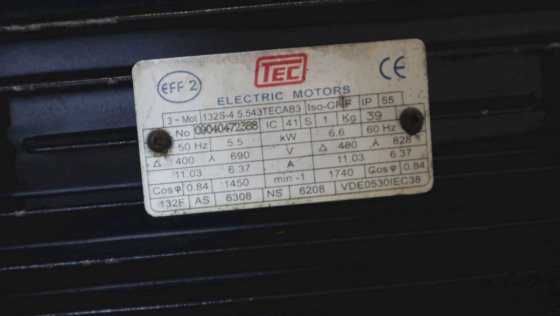 EFF 2
TEC
CE
ELECTRIC MOTORS
3~Mot 132S-4 5.543TECAB3 Iso-Cl F IP 55
No 09040472388 IC 41 S 1 Kg 39
50 Hz 5.5 kW 6.6 60 Hz
Δ 400 ⅄ 690 V Δ 480 ⅄ 828
11.03 6.37 A 11.03 6.37
Cosφ 0.84 1450 min -1 1740 Cosφ 0.84
132F AS 6308 NS 6208 VDE0530IEC38